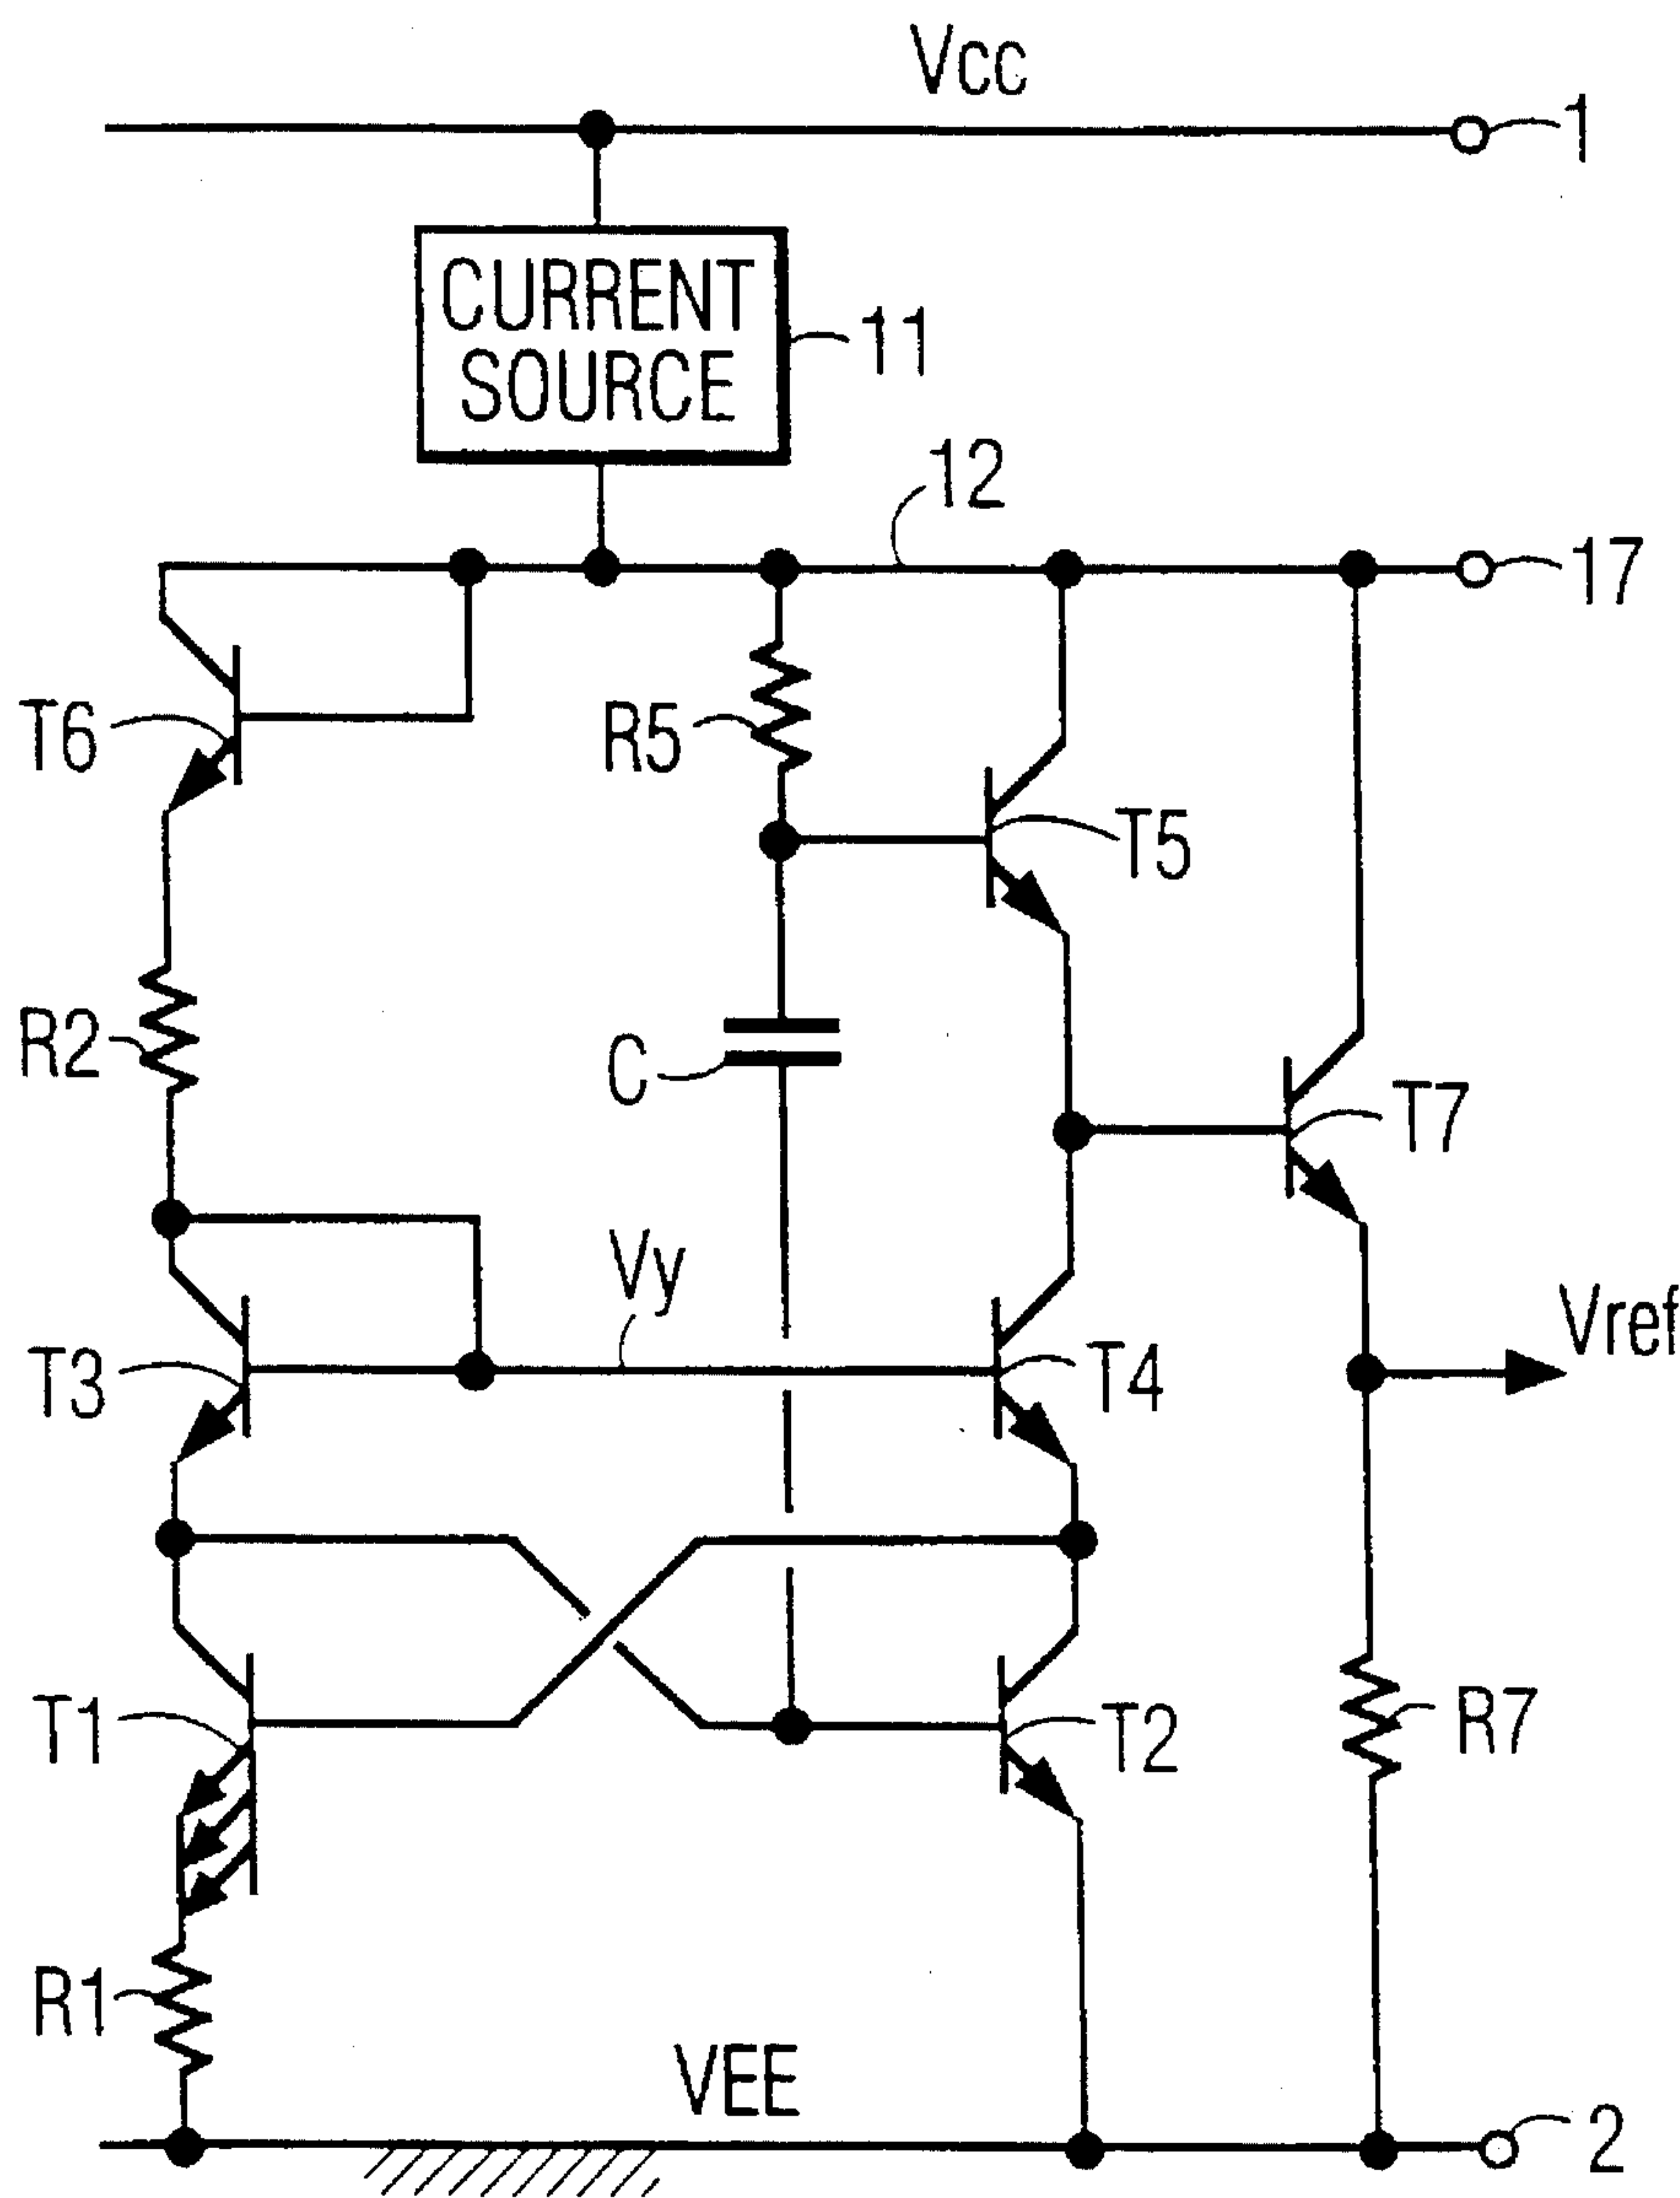 Vcc
1
CURRENT
SOURCE
11
12
17
T6
R5
T5
R2
C
T7
Vy
Vref
T3
T4
T1
T2
R7
R1
VEE
2